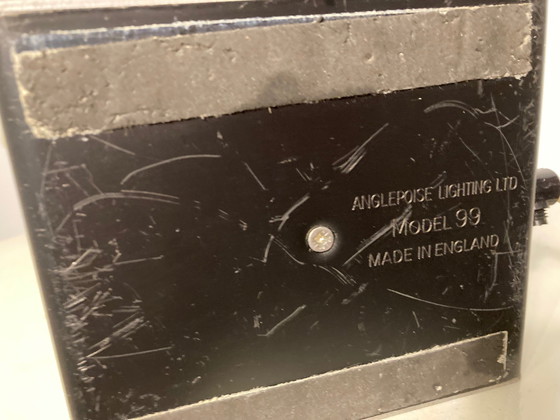 ANGLEPOISE LIGHTING LTD
MODEL 99
MADE IN ENGLAND